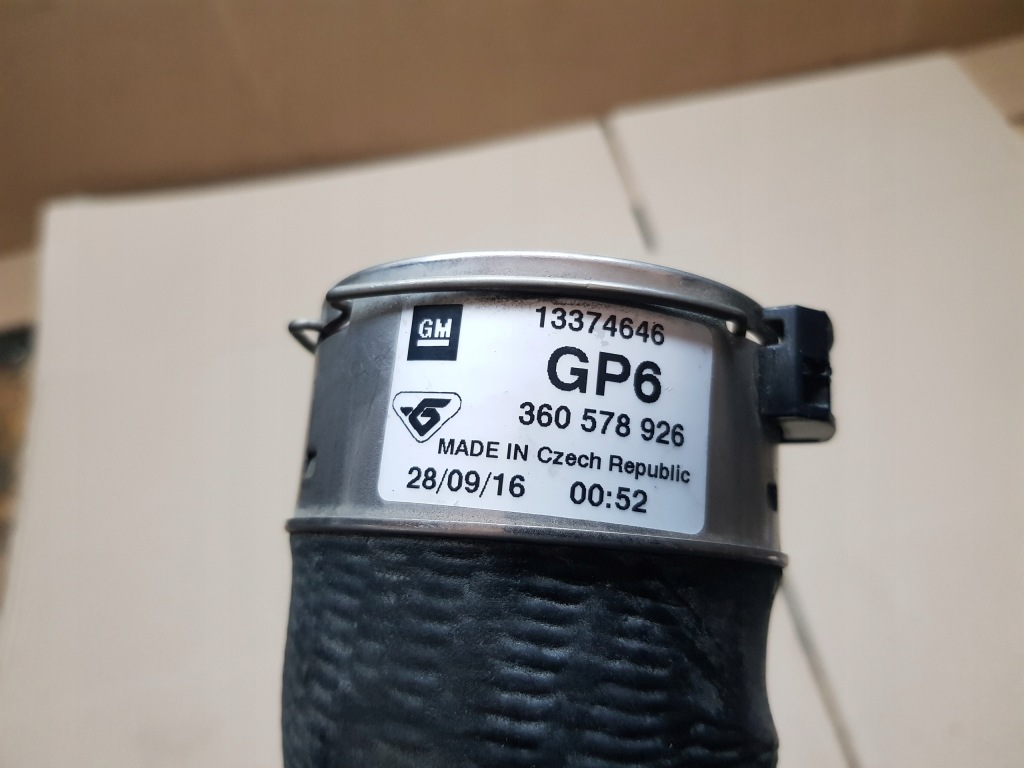 GM
13374646
GP6
360 578 926
MADE IN Czech Republic
28/09/16 00:52